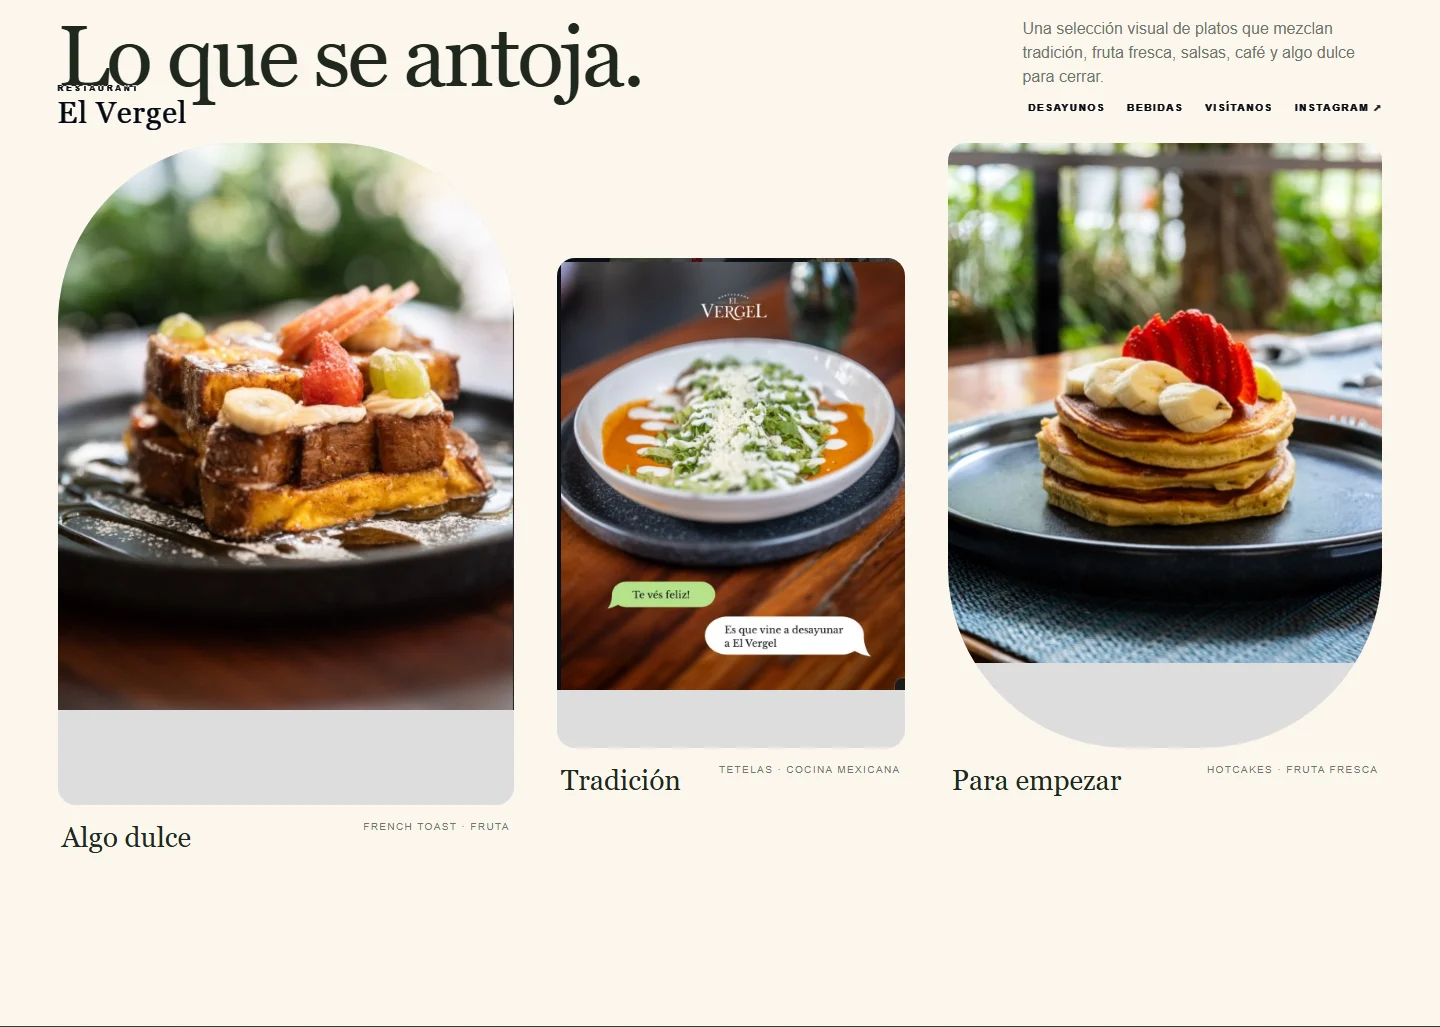 Lo que se antoja.
Una selección visual de platos que mezclan
tradición, fruta fresca, salsas, café y algo dulce
para cerrar.
RESTAURANT
El Vergel
DESAYUNOS BEBIDAS VISÍTANOS INSTAGRAM ↗
EL
VERGEL
Te vés feliz!
Es que vine a desayunar
a El Vergel
Algo dulce
FRENCH TOAST · FRUTA
Tradición
TETELAS · COCINA MEXICANA
Para empezar
HOTCAKES · FRUTA FRESCA